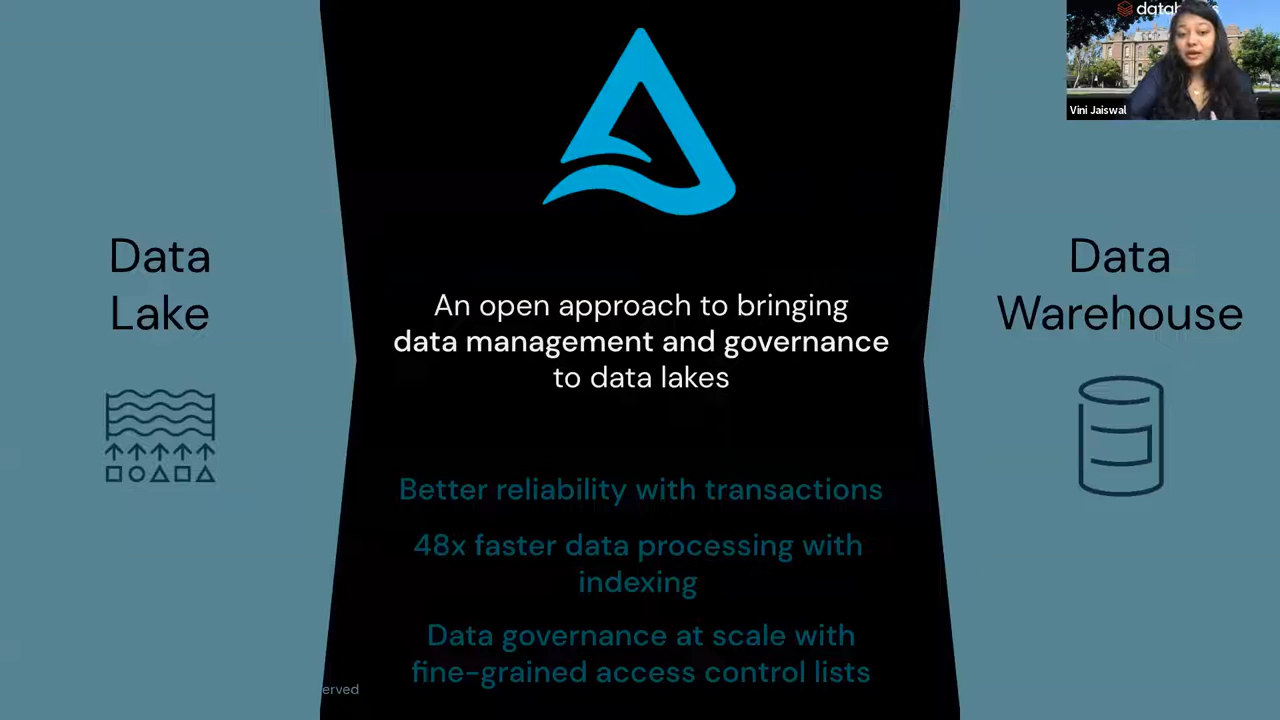 Vini Jaiswal
Data
Lake
An open approach to bringing
data management and governance
to data lakes
Better reliability with transactions
48x faster data processing with
indexing
Data governance at scale with
fine-grained access control lists
erved
Data
Warehouse